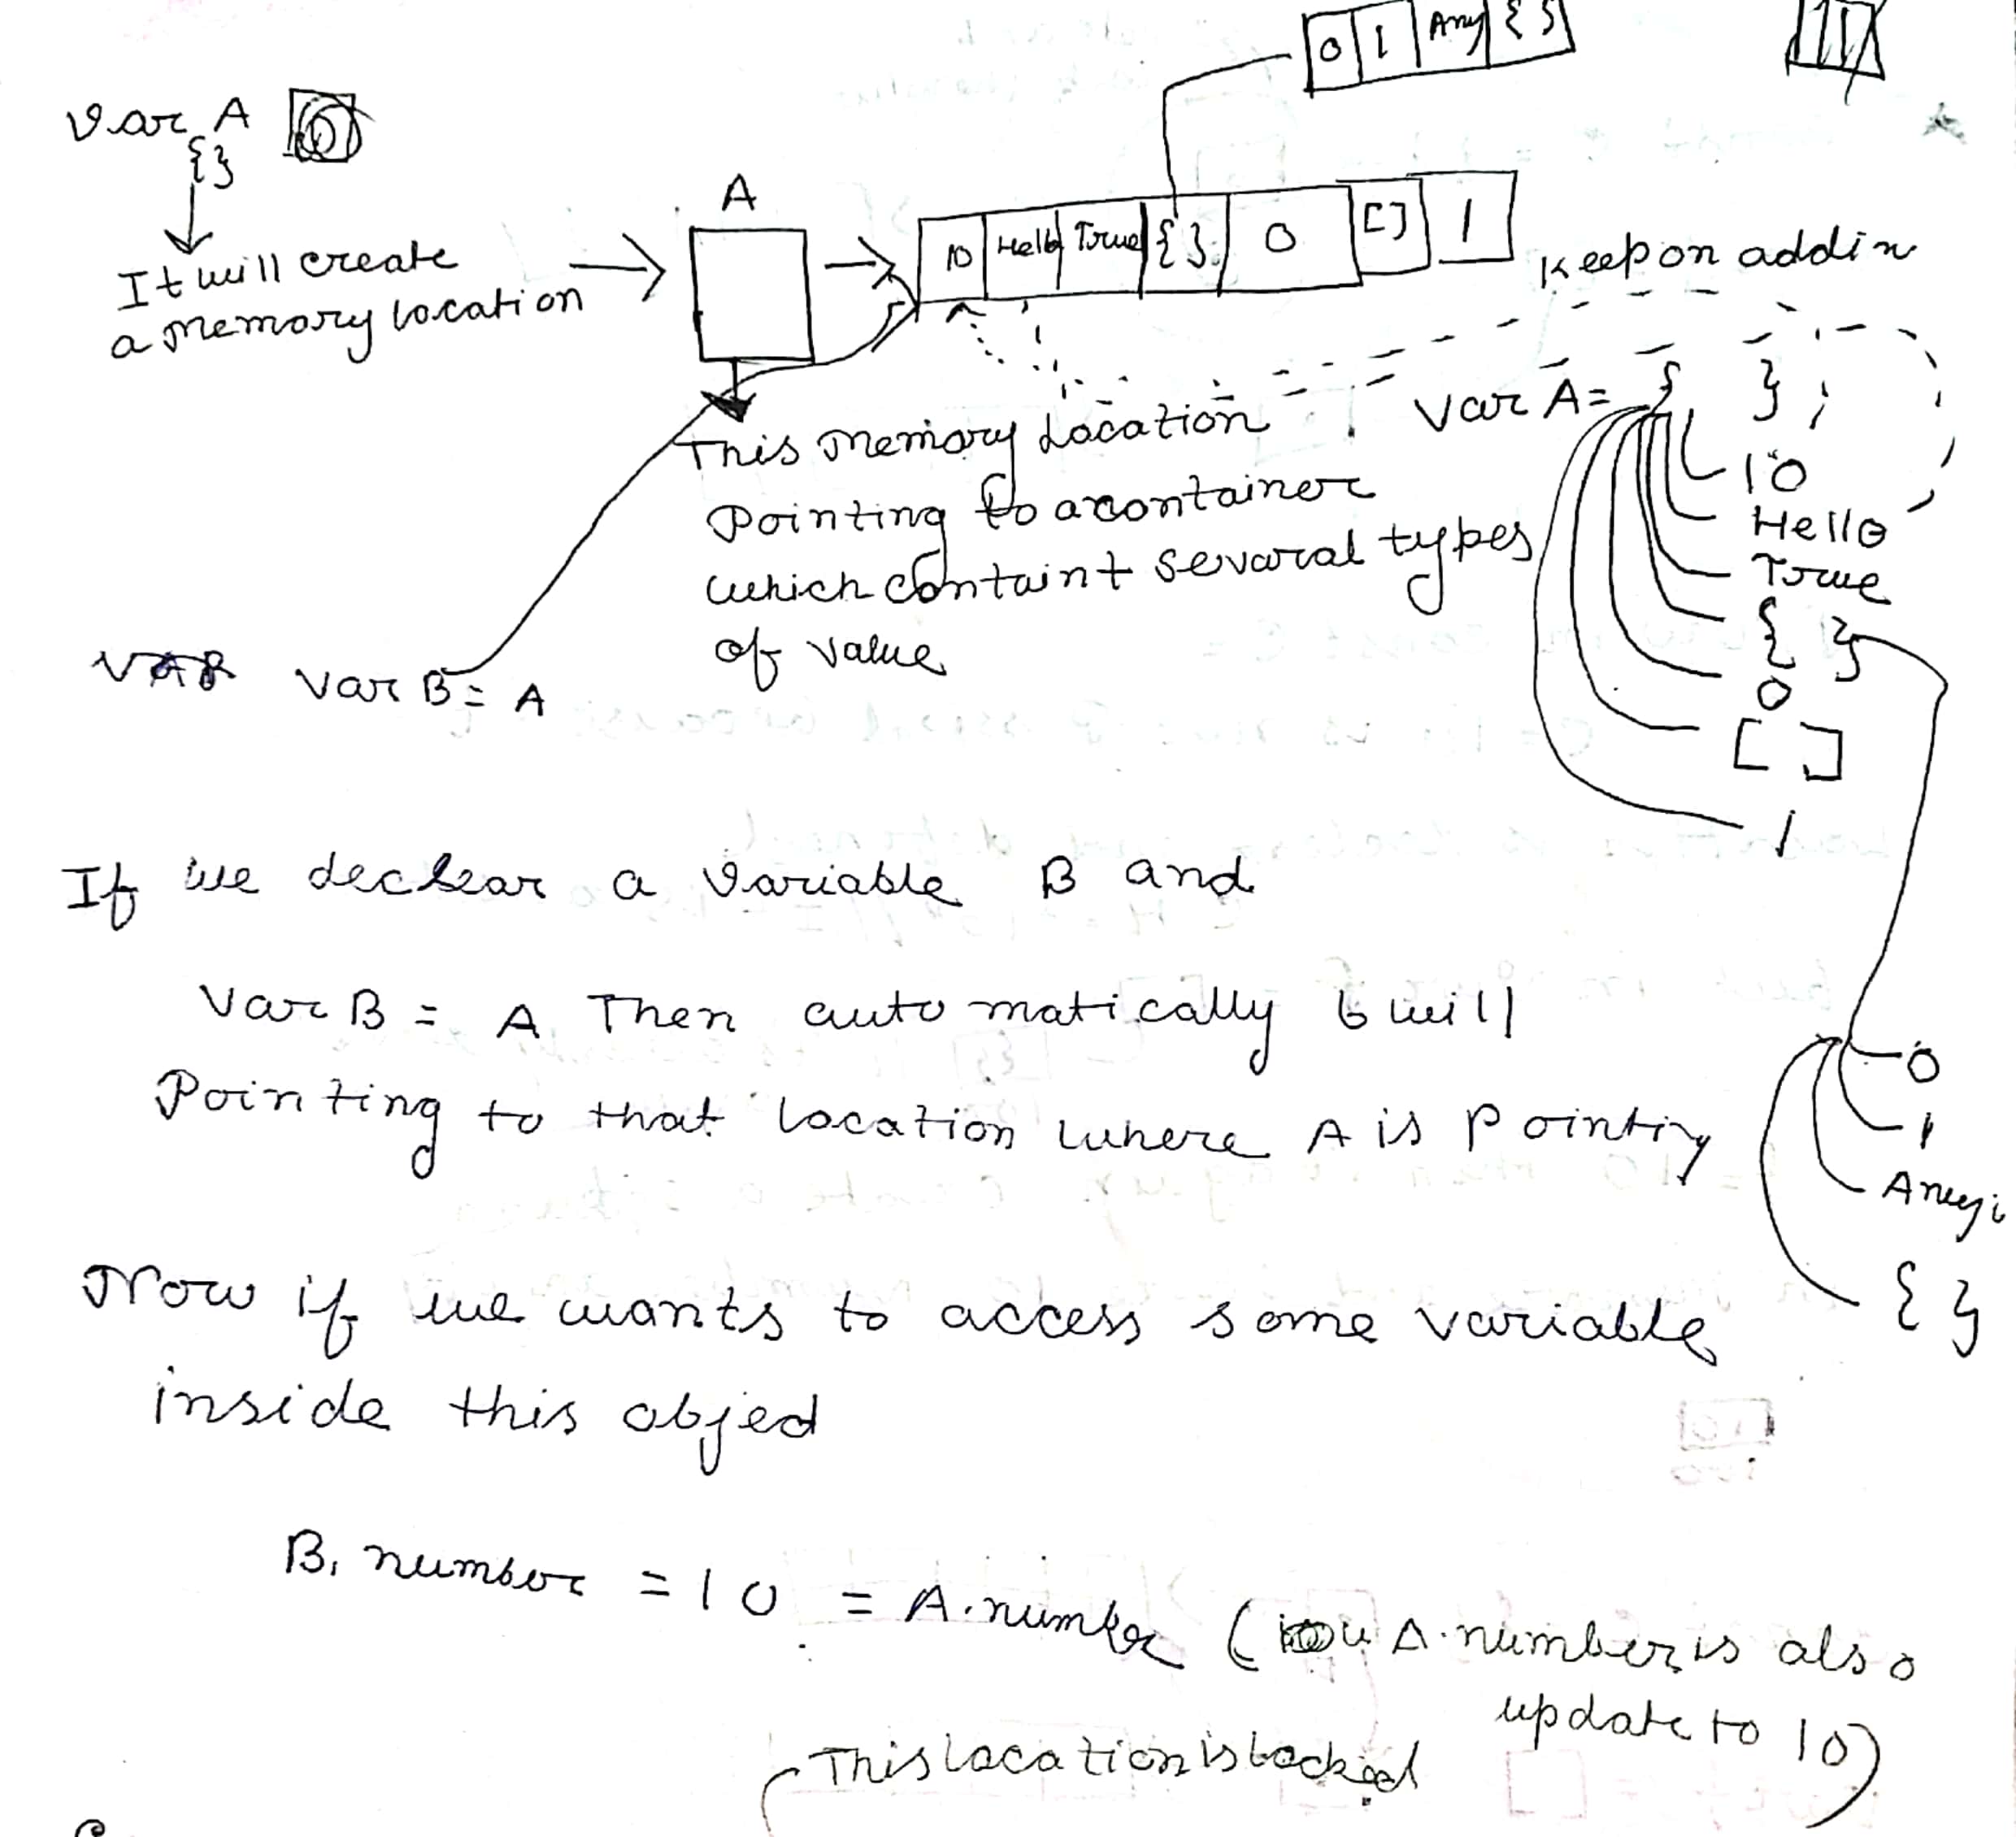 0 1 Any { }
var A
{}
A
It will create
a memory location
10 Hello True { } 0 [] 1
Keep on addin
var A = { } ;
This memory Location
Pointing to a container
which containt sevaral types
of value
10
Hello
True
{ }
0
[ ]
1
VAR var B = A
If we declear a variable B and
var B = A Then automatically b will
Pointing to that location where A is pointing
0
1
{ }
Now if we wants to access some variable
inside this objed
B. number = 10 = A.number ( A.number is also
update to 10)
This location is locked